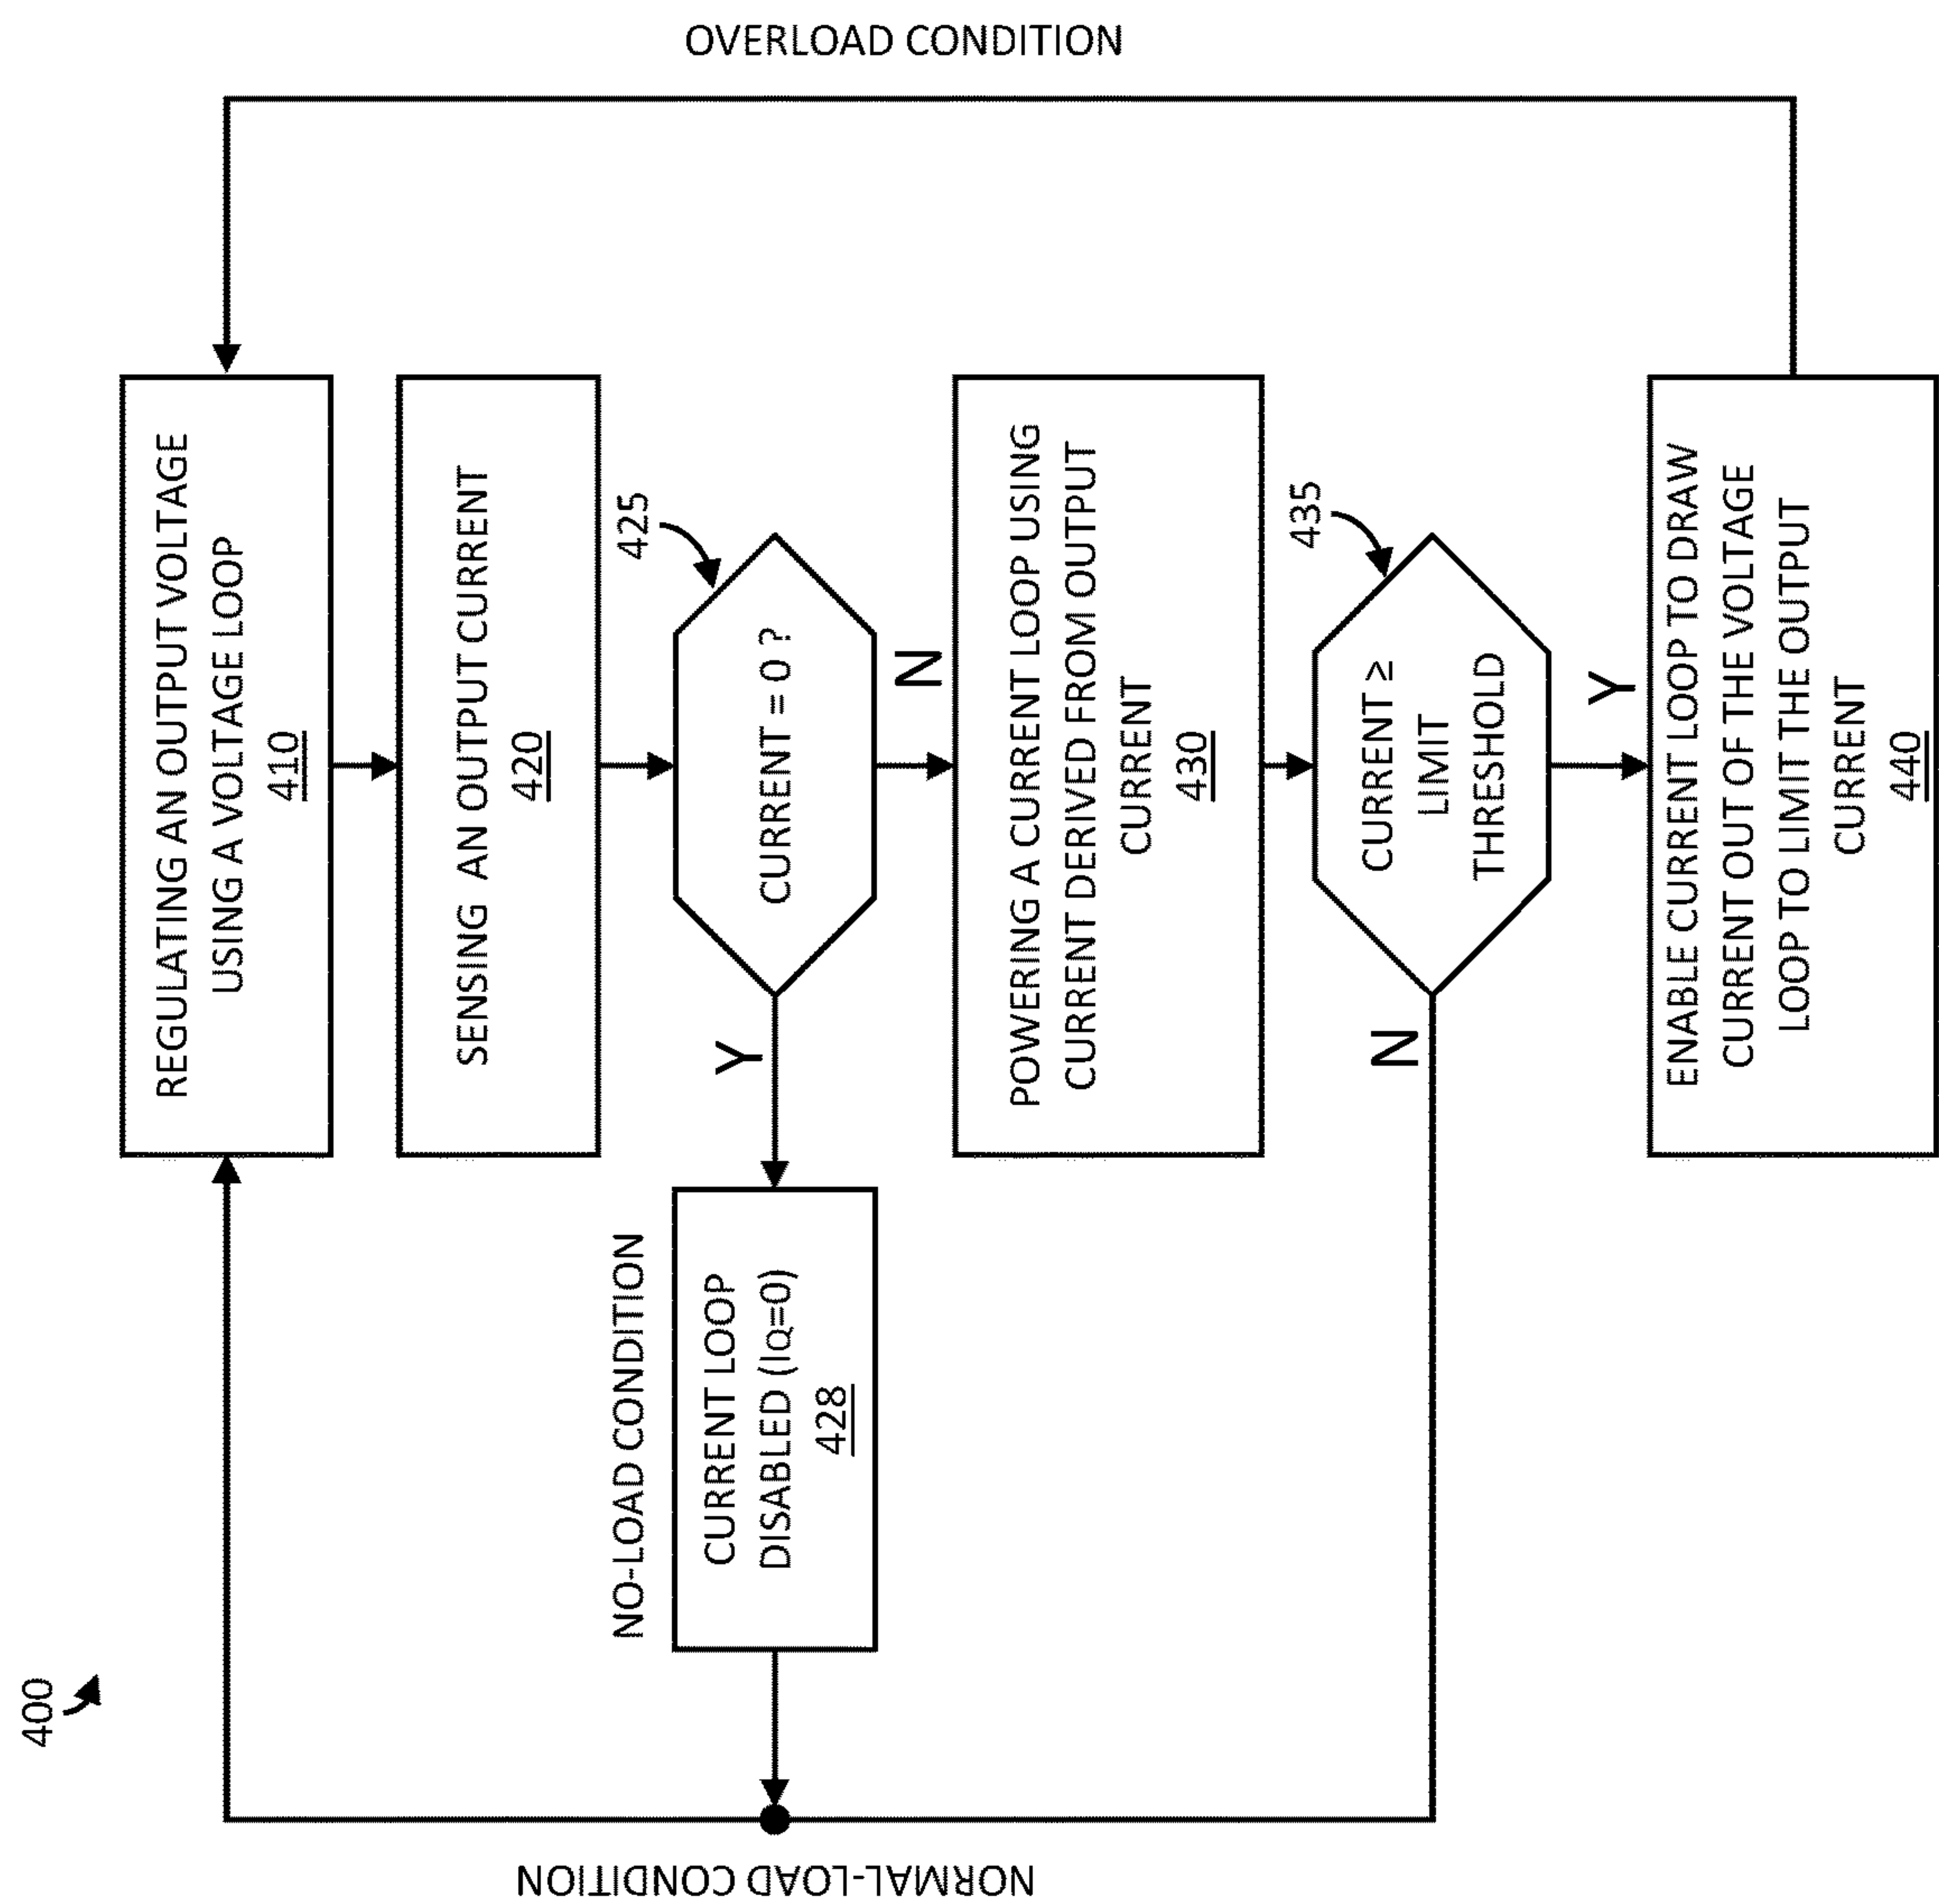 400
REGULATING AN OUTPUT VOLTAGE
USING A VOLTAGE LOOP
410
SENSING AN OUTPUT CURRENT
420
425
CURRENT = 0 ?
Y
N
NO-LOAD CONDITION
CURRENT LOOP
DISABLED (IQ=0)
428
POWERING A CURRENT LOOP USING
CURRENT DERIVED FROM OUTPUT
CURRENT
430
435
CURRENT ≥
LIMIT
THRESHOLD
N
Y
ENABLE CURRENT LOOP TO DRAW
CURRENT OUT OF THE VOLTAGE
LOOP TO LIMIT THE OUTPUT
CURRENT
440
NORMAL-LOAD CONDITION
OVERLOAD CONDITION